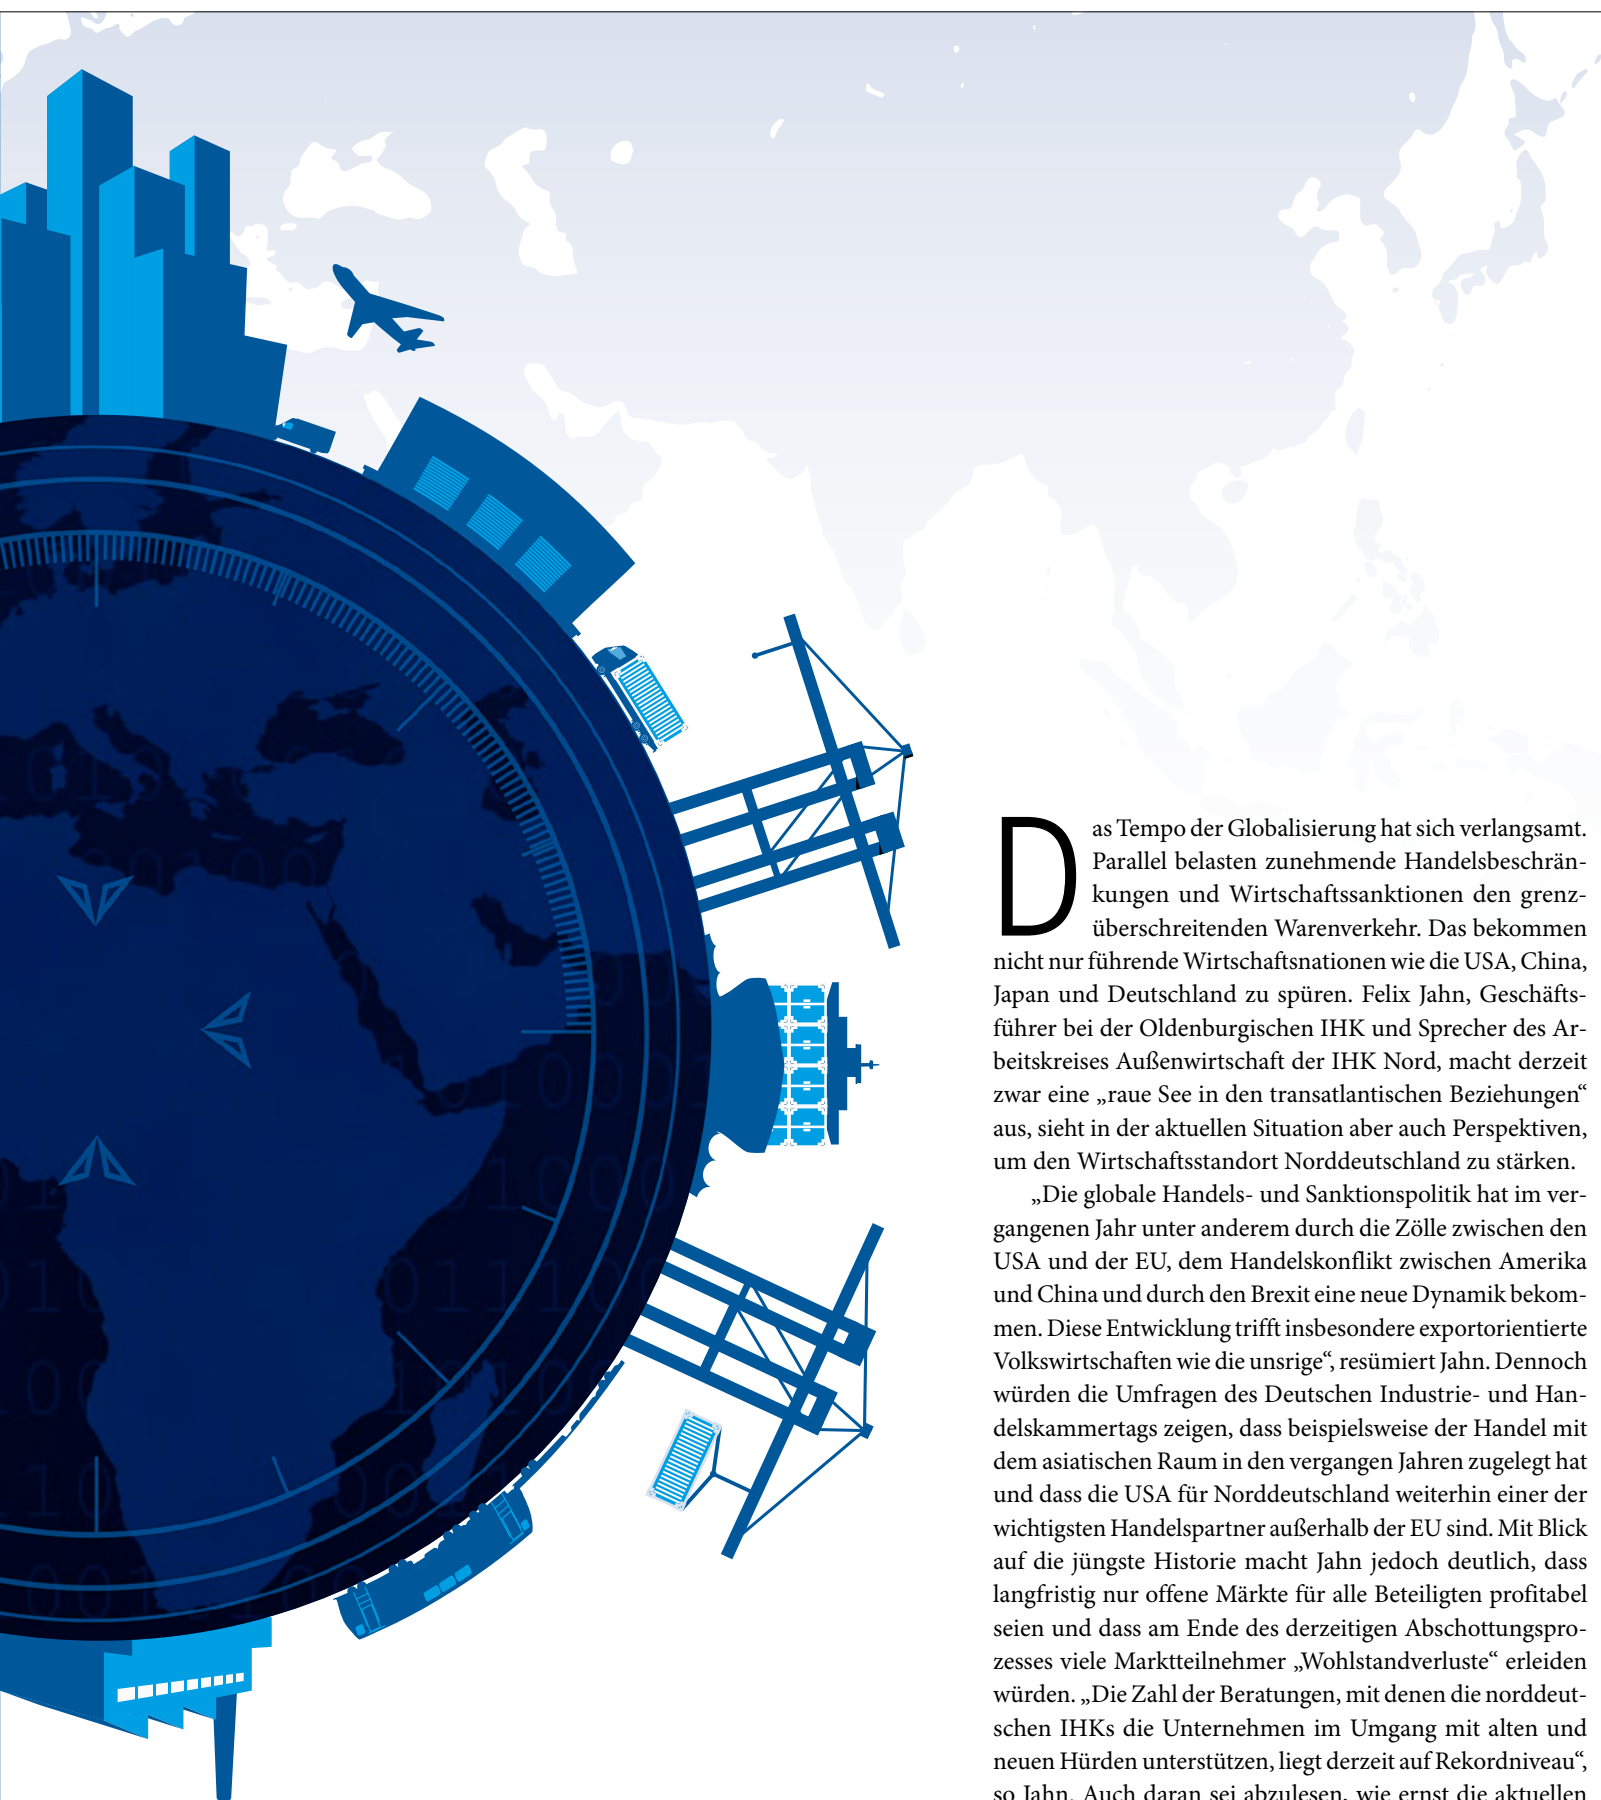 Das Tempo der Globalisierung hat sich verlangsamt.
Parallel belasten zunehmende Handelsbeschrän-
kungen und Wirtschaftssanktionen den grenz-
überschreitenden Warenverkehr. Das bekommen
nicht nur führende Wirtschaftsnationen wie die USA, China,
Japan und Deutschland zu spüren. Felix Jahn, Geschäfts-
führer bei der Oldenburgischen IHK und Sprecher des Ar-
beitskreises Außenwirtschaft der IHK Nord, macht derzeit
zwar eine „raue See in den transatlantischen Beziehungen“
aus, sieht in der aktuellen Situation aber auch Perspektiven,
um den Wirtschaftsstandort Norddeutschland zu stärken.
„Die globale Handels- und Sanktionspolitik hat im ver-
gangenen Jahr unter anderem durch die Zölle zwischen den
USA und der EU, dem Handelskonflikt zwischen Amerika
und China und durch den Brexit eine neue Dynamik bekom-
men. Diese Entwicklung trifft insbesondere exportorientierte
Volkswirtschaften wie die unsrige“, resümiert Jahn. Dennoch
würden die Umfragen des Deutschen Industrie- und Han-
delskammertags zeigen, dass beispielsweise der Handel mit
dem asiatischen Raum in den vergangen Jahren zugelegt hat
und dass die USA für Norddeutschland weiterhin einer der
wichtigsten Handelspartner außerhalb der EU sind. Mit Blick
auf die jüngste Historie macht Jahn jedoch deutlich, dass
langfristig nur offene Märkte für alle Beteiligten profitabel
seien und dass am Ende des derzeitigen Abschottungspro-
zesses viele Marktteilnehmer „Wohlstandverluste“ erleiden
würden. „Die Zahl der Beratungen, mit denen die norddeut-
schen IHKs die Unternehmen im Umgang mit alten und
neuen Hürden unterstützen, liegt derzeit auf Rekordniveau“,
so Jahn. Auch daran sei abzulesen, wie ernst die aktuellen